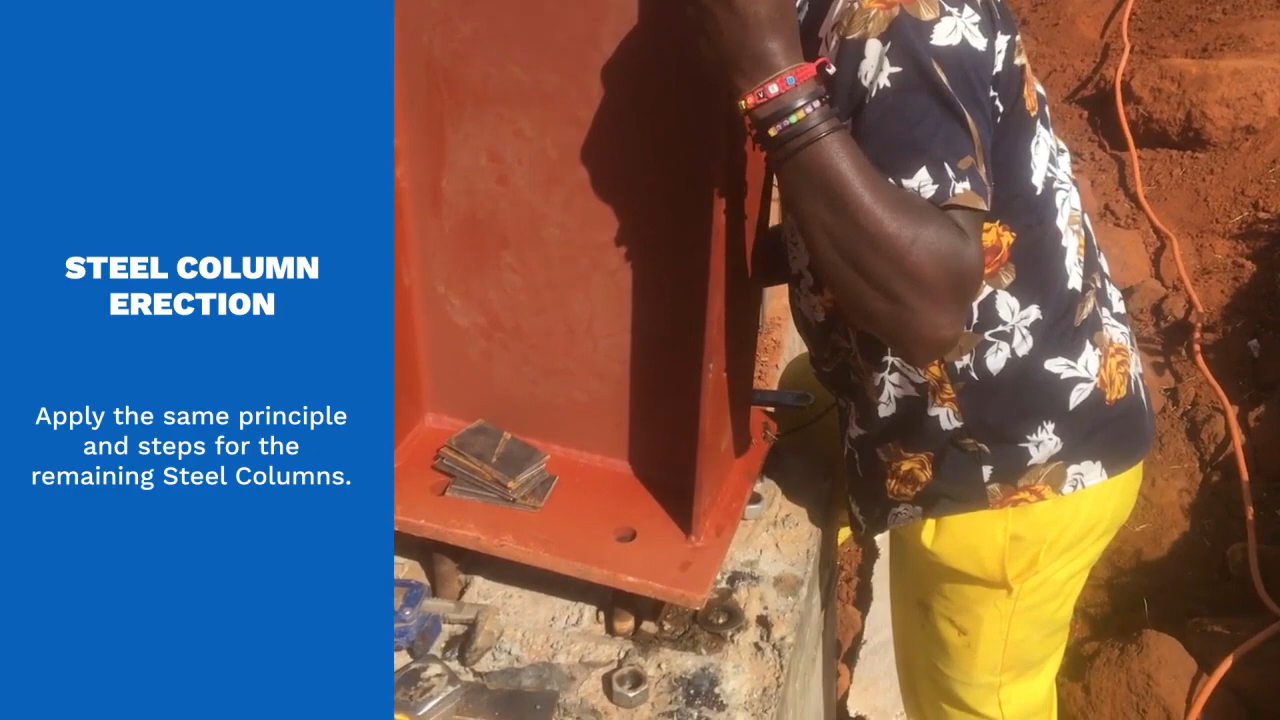 STEEL COLUMN
ERECTION
Apply the same principle
and steps for the
remaining Steel Columns.